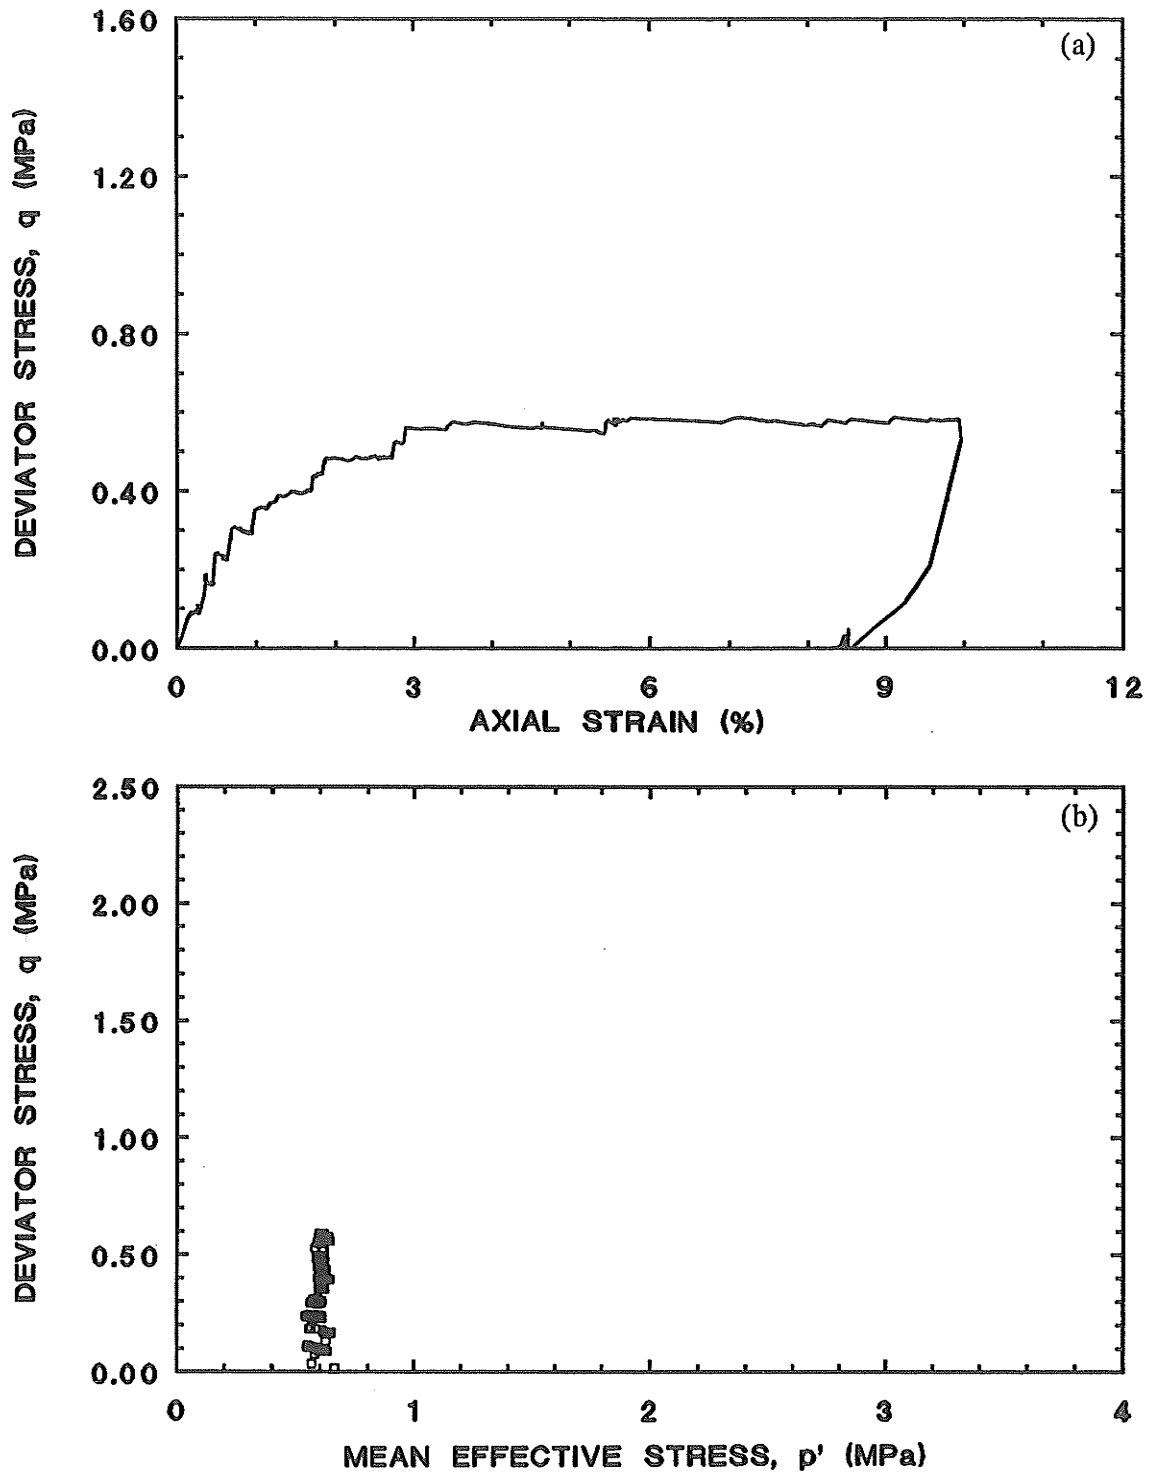 1.60
(a)
1.20
0.80
0.40
0.00
DEVIATOR STRESS, q (MPa)
0 3 6 9 12
AXIAL STRAIN (%)
2.50
(b)
2.00
1.50
1.00
0.50
0.00
DEVIATOR STRESS, q (MPa)
0 1 2 3 4
MEAN EFFECTIVE STRESS, p' (MPa)